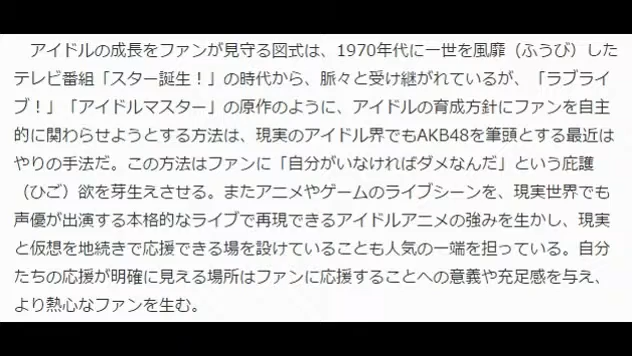 アイドルの成長をファンが見守る図式は、1970年代に一世を風靡（ふうび）した
テレビ番組「スター誕生！」の時代から、脈々と受け継がれているが、「ラブライ
ブ！」「アイドルマスター」の原作のように、アイドルの育成方針にファンを自主
的に関わらせようとする方法は、現実のアイドル界でもAKB48を筆頭とする最近は
やりの手法だ。この方法はファンに「自分がいなければダメなんだ」という庇護
（ひご）欲を芽生えさせる。またアニメやゲームのライブシーンを、現実世界でも
声優が出演する本格的なライブで再現できるアイドルアニメの強みを生かし、現実
と仮想を地続きで応援できる場を設けていることも人気の一端を担っている。自分
たちの応援が明確に見える場所はファンに応援することへの意義や充足感を与え、
より熱心なファンを生む。